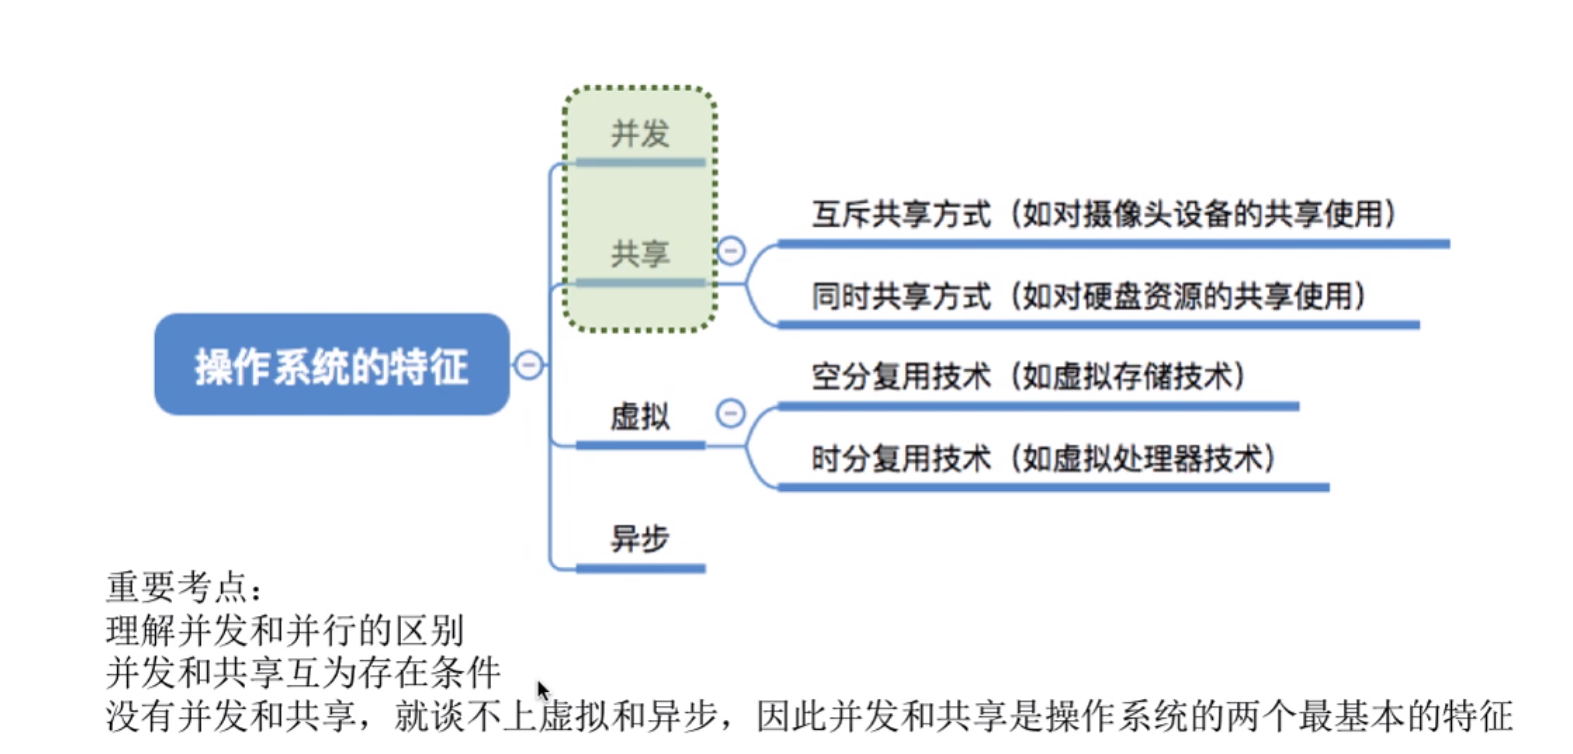 并发
共享
互斥共享方式（如对摄像头设备的共享使用）
同时共享方式（如对硬盘资源的共享使用）
操作系统的特征
虚拟
空分复用技术（如虚拟存储技术）
时分复用技术（如虚拟处理器技术）
异步
重要考点：
理解并发和并行的区别
并发和共享互为存在条件
没有并发和共享，就谈不上虚拟和异步，因此并发和共享是操作系统的两个最基本的特征